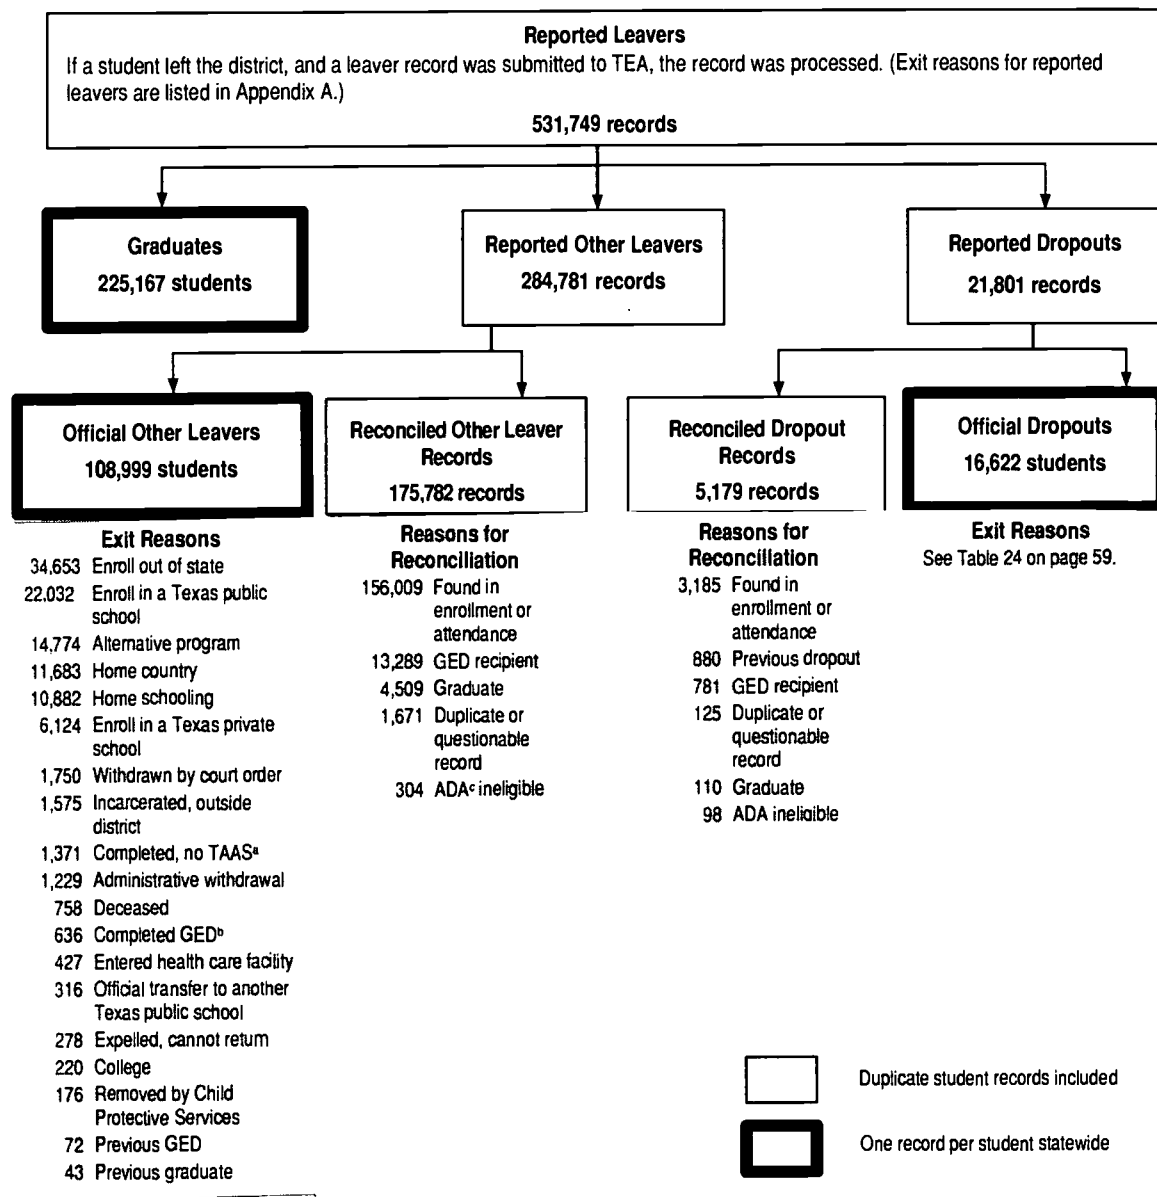 Reported Leavers
If a student left the district, and a leaver record was submitted to TEA, the record was processed. (Exit reasons for reported
leavers are listed in Appendix A.)
531,749 records
Graduates
225,167 students
Reported Other Leavers
284,781 records
Reported Dropouts
21,801 records
Official Other Leavers
108,999 students
Reconciled Other Leaver
Records
175,782 records
Reconciled Dropout
Records
5,179 records
Official Dropouts
16,622 students
Exit Reasons
34,653 Enroll out of state
22,032 Enroll in a Texas public
school
14,774 Alternative program
11,683 Home country
10,882 Home schooling
6,124 Enroll in a Texas private
school
1,750 Withdrawn by court order
1,575 Incarcerated, outside
district
1,371 Completed, no TAASª
1,229 Administrative withdrawal
758 Deceased
636 Completed GEDᵇ
427 Entered health care facility
316 Official transfer to another
Texas public school
278 Expelled, cannot return
220 College
176 Removed by Child
Protective Services
72 Previous GED
43 Previous graduate
Reasons for
Reconciliation
156,009 Found in
enrollment or
attendance
13,289 GED recipient
4,509 Graduate
1,671 Duplicate or
questionable
record
304 ADAᶜ ineligible
Reasons for
Reconciliation
3,185 Found in
enrollment or
attendance
880 Previous dropout
781 GED recipient
125 Duplicate or
questionable
record
110 Graduate
98 ADA ineligible
Exit Reasons
See Table 24 on page 59.
Duplicate student records included
One record per student statewide